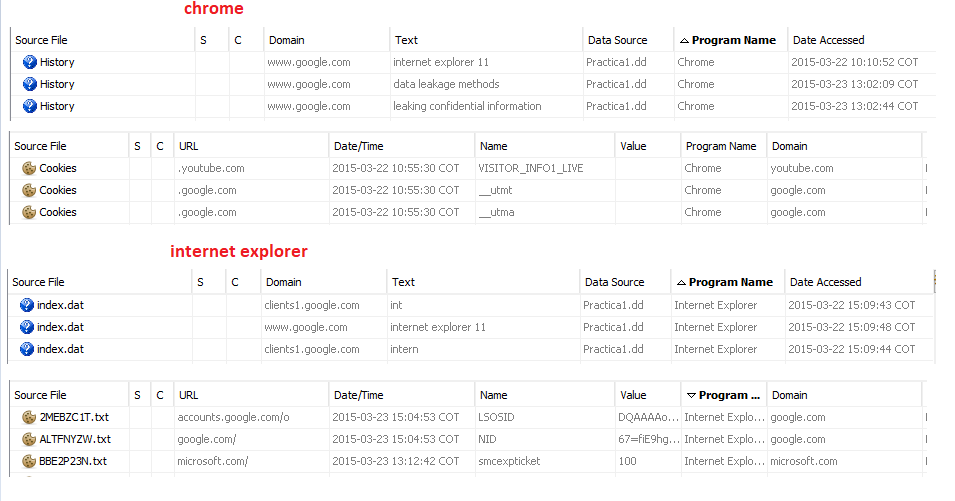 chrome
Source File S C Domain Text Data Source Program Name Date Accessed
History www.google.com internet explorer 11 Practica1.dd Chrome 2015-03-22 10:10:52 COT
History www.google.com data leakage methods Practica1.dd Chrome 2015-03-23 13:02:09 COT
History www.google.com leaking confidential information Practica1.dd Chrome 2015-03-23 13:02:44 COT
Source File S C URL Date/Time Name Value Program Name Domain
Cookies .youtube.com 2015-03-22 10:55:30 COT VISITOR_INFO1_LIVE Chrome youtube.com
Cookies .google.com 2015-03-22 10:55:30 COT __utmt Chrome google.com
Cookies .google.com 2015-03-22 10:55:30 COT __utma Chrome google.com
internet explorer
Source File S C Domain Text Data Source Program Name Date Accessed
index.dat clients1.google.com int Practica1.dd Internet Explorer 2015-03-22 15:09:43 COT
index.dat www.google.com internet explorer 11 Practica1.dd Internet Explorer 2015-03-22 15:09:48 COT
index.dat clients1.google.com intern Practica1.dd Internet Explorer 2015-03-22 15:09:44 COT
Source File S C URL Date/Time Name Value Program ... Domain
2MEBZC1T.txt accounts.google.com/o 2015-03-22 15:04:53 COT LSOSID DQAAAAo... Internet Explo... google.com
ALTFNYZW.txt google.com/ 2015-03-22 15:04:53 COT NID 67=fiE9hg... Internet Explo... google.com
BBE2P23N.txt microsoft.com/ 2015-03-23 13:12:42 COT smcexpticket 100 Internet Explo... microsoft.com